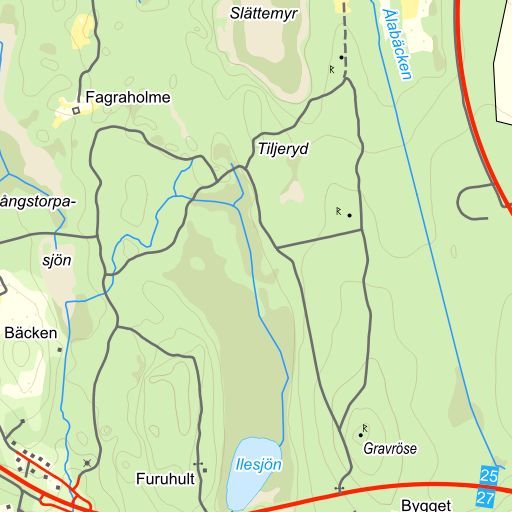 Slättemyr
Ålabäcken
R
Fagraholme
Tiljeryd
ångstorpa-
R
sjön
Bäcken
R
Gravröse
Ilesjön
Furuhult
25
27
Bygget